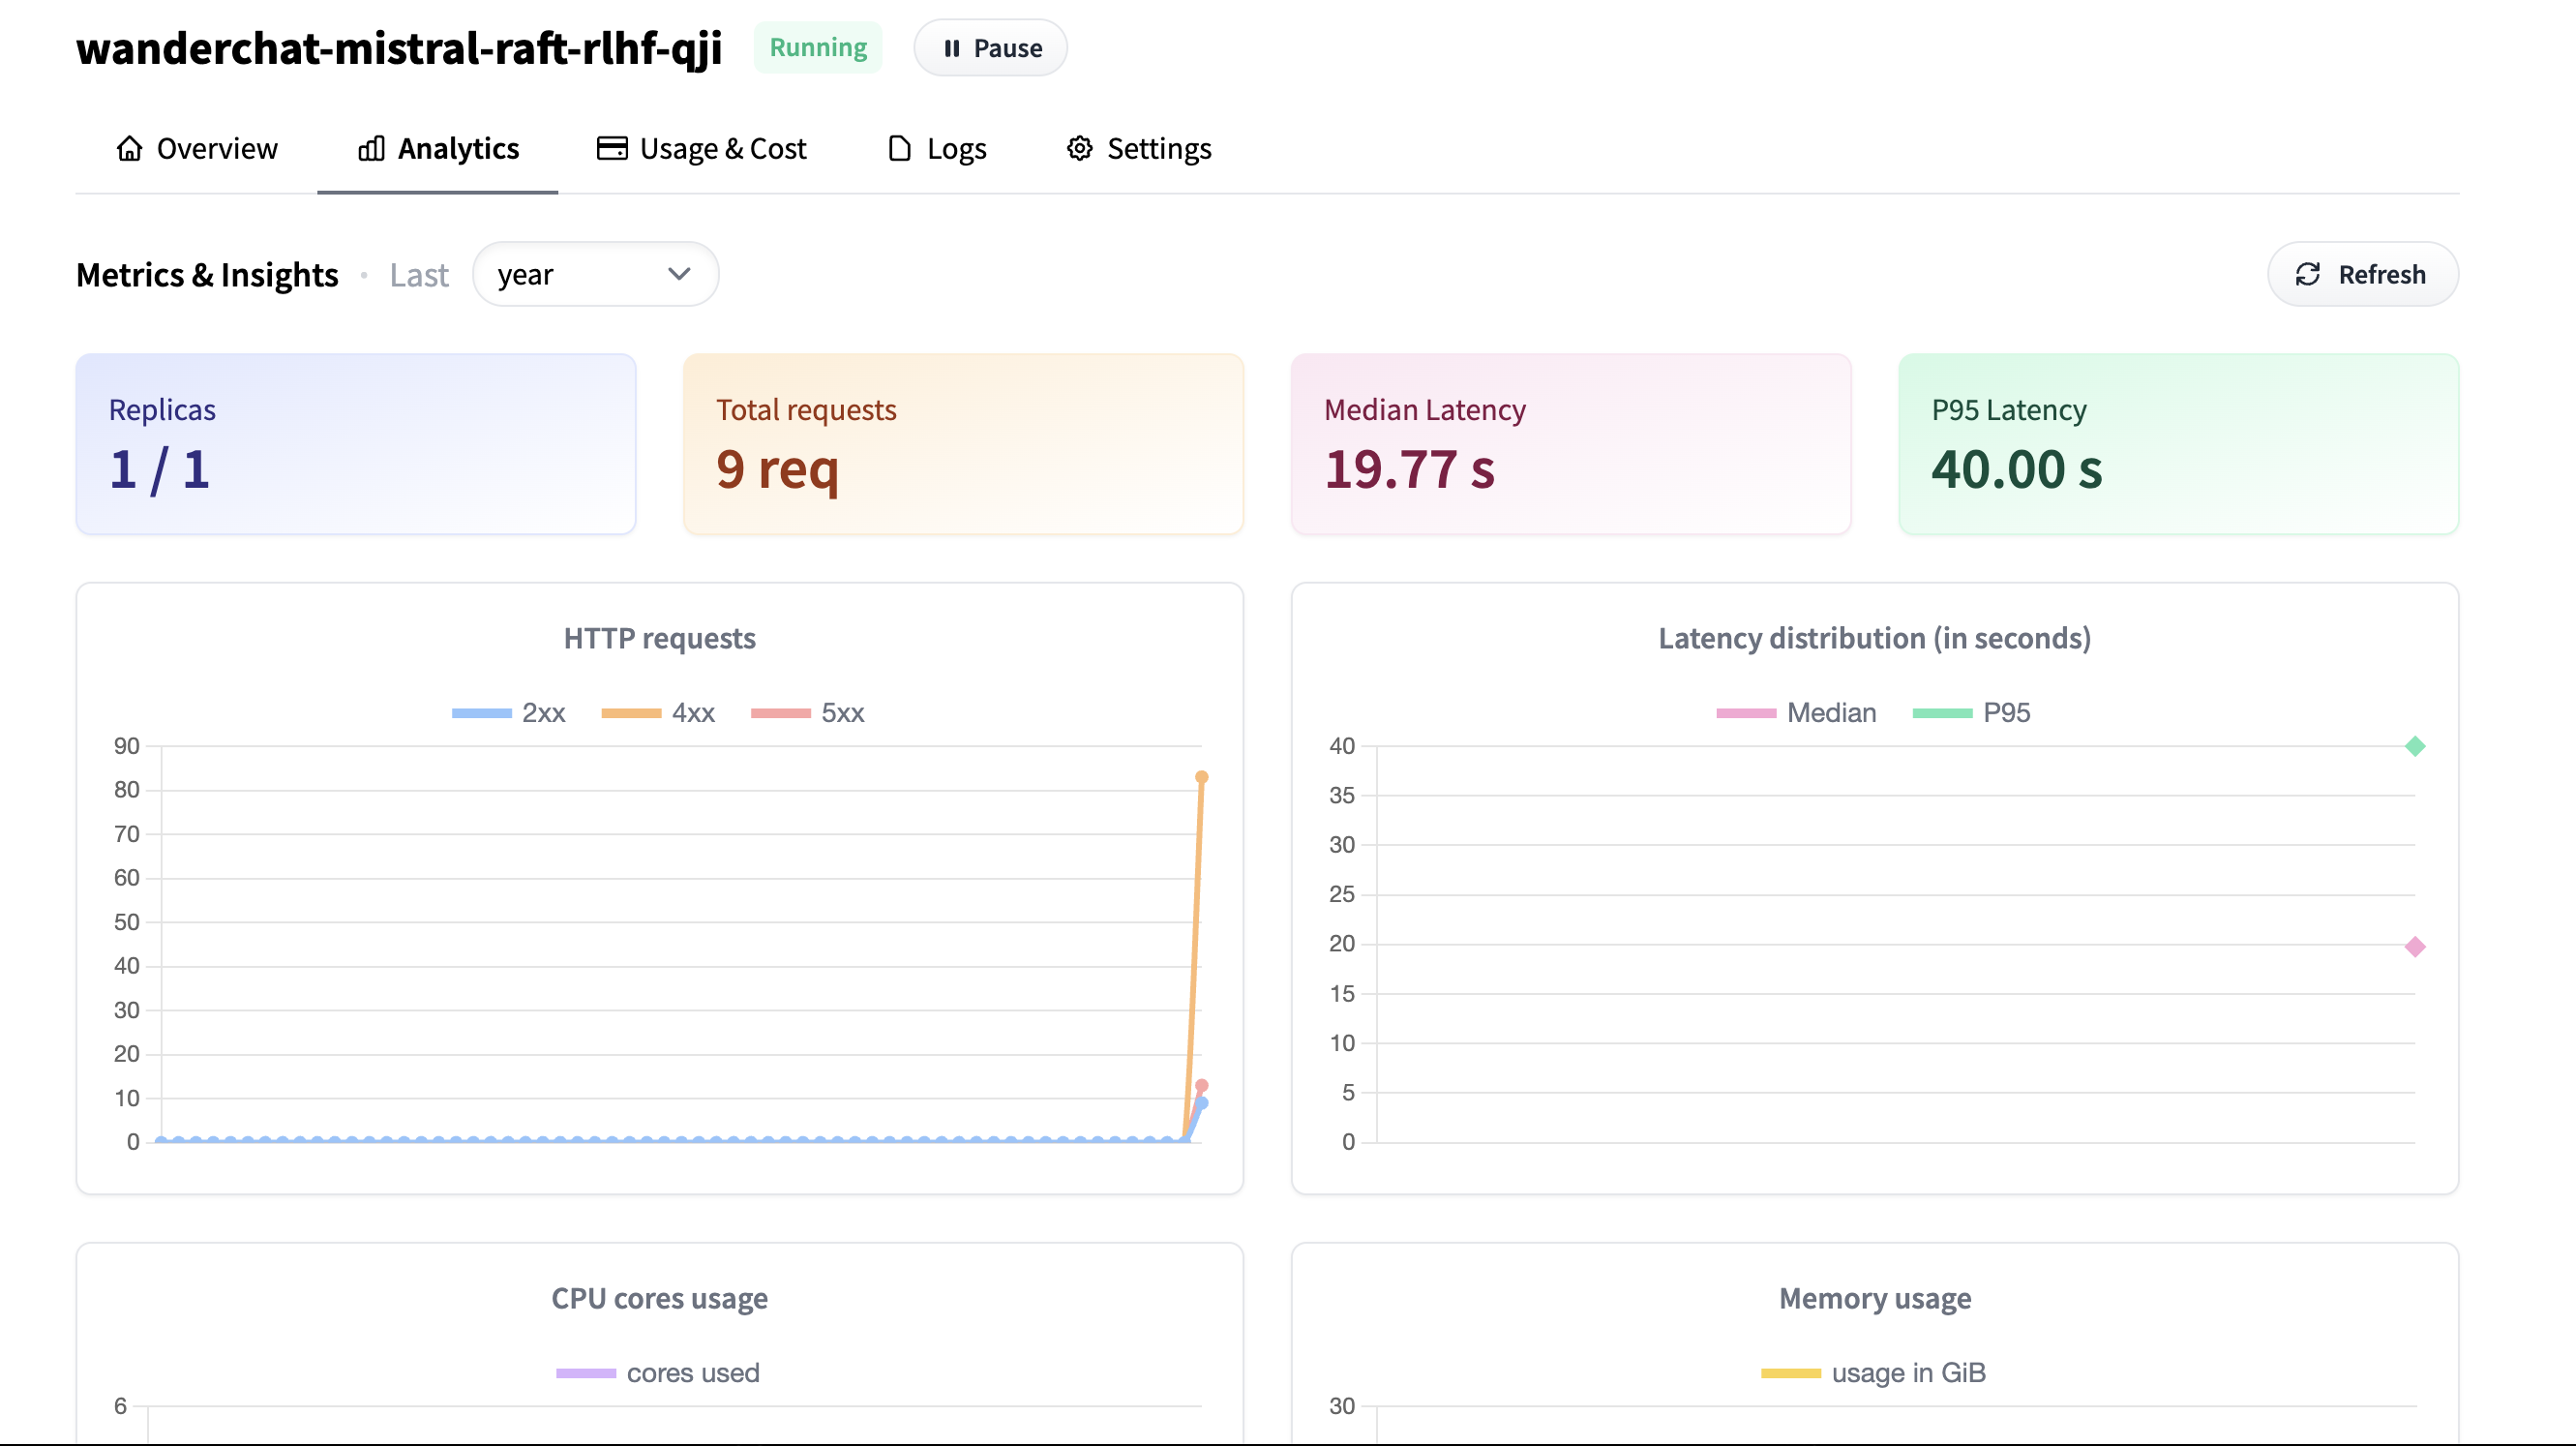 wanderchat-mistral-raft-rlhf-qji Running Pause
Overview Analytics Usage & Cost Logs Settings
Metrics & Insights • Last year Refresh
Replicas
1 / 1
Total requests
9 req
Median Latency
19.77 s
P95 Latency
40.00 s
HTTP requests
2xx 4xx 5xx
90
80
70
60
50
40
30
20
10
0
Latency distribution (in seconds)
Median P95
40
35
30
25
20
15
10
5
0
CPU cores usage
cores used
6
Memory usage
usage in GiB
30